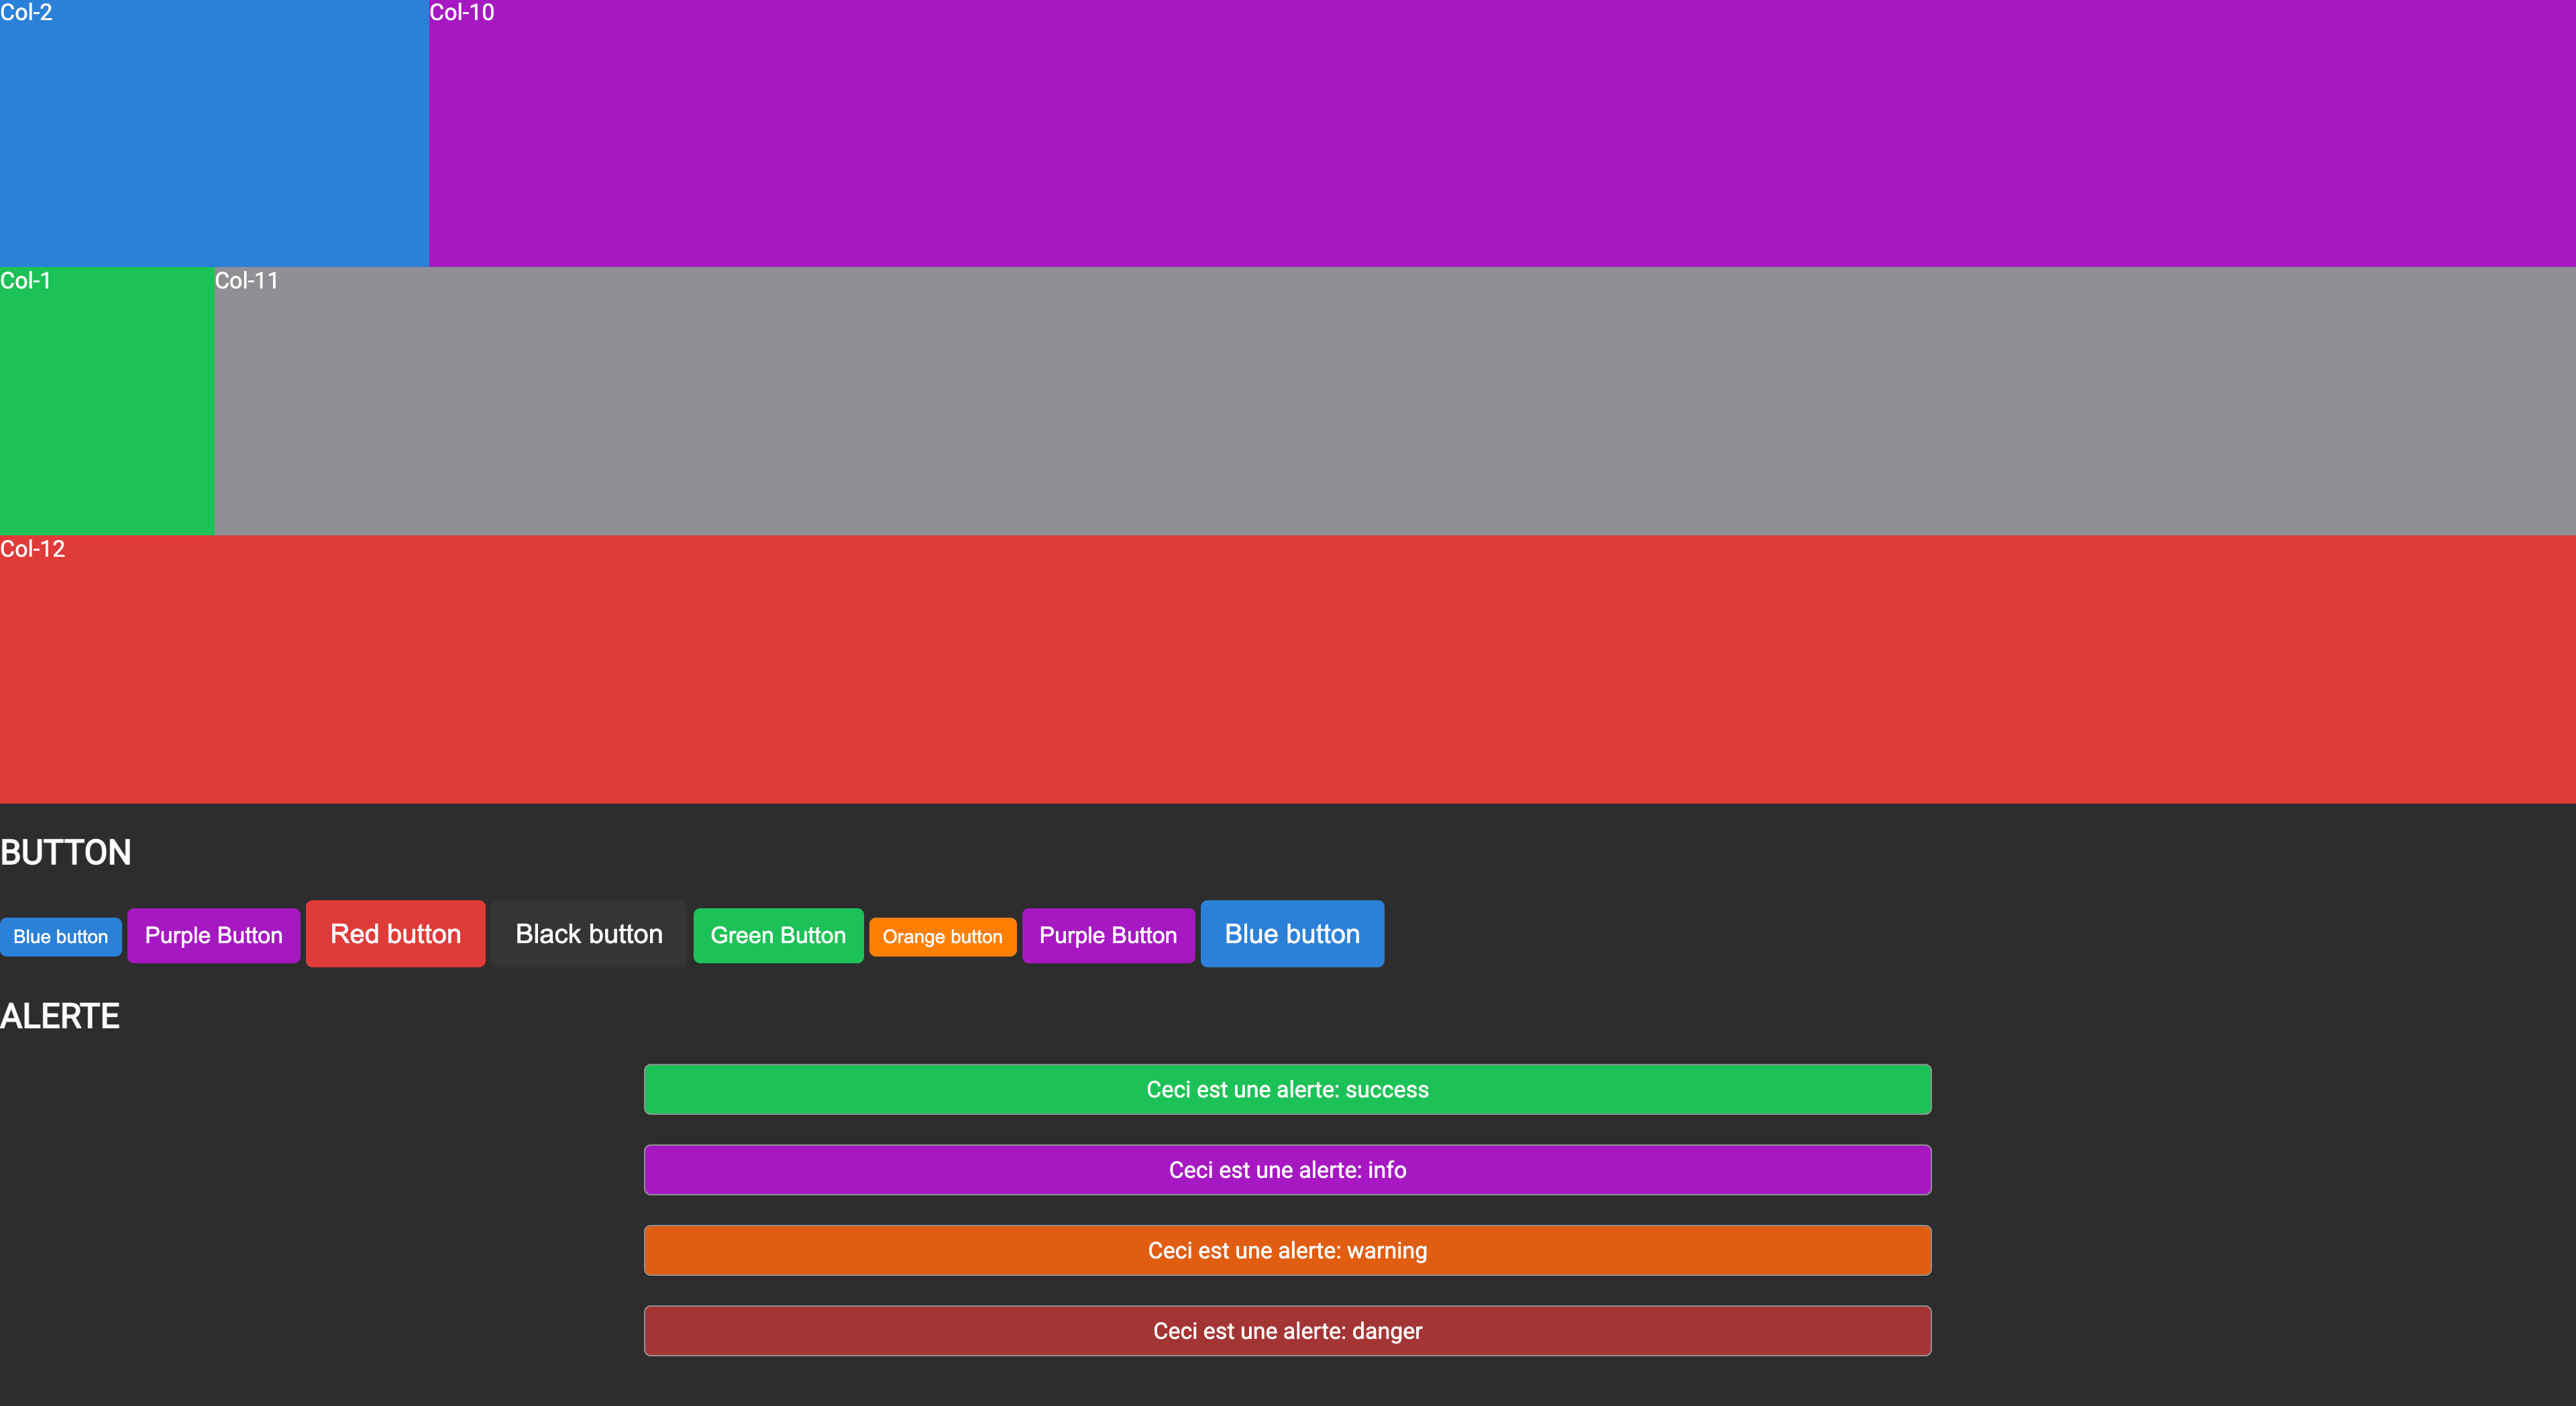 Col-2 Col-10
Col-1 Col-11
Col-12
BUTTON
Blue button Purple Button Red button Black button Green Button Orange button Purple Button Blue button
ALERTE
Ceci est une alerte: success
Ceci est une alerte: info
Ceci est une alerte: warning
Ceci est une alerte: danger